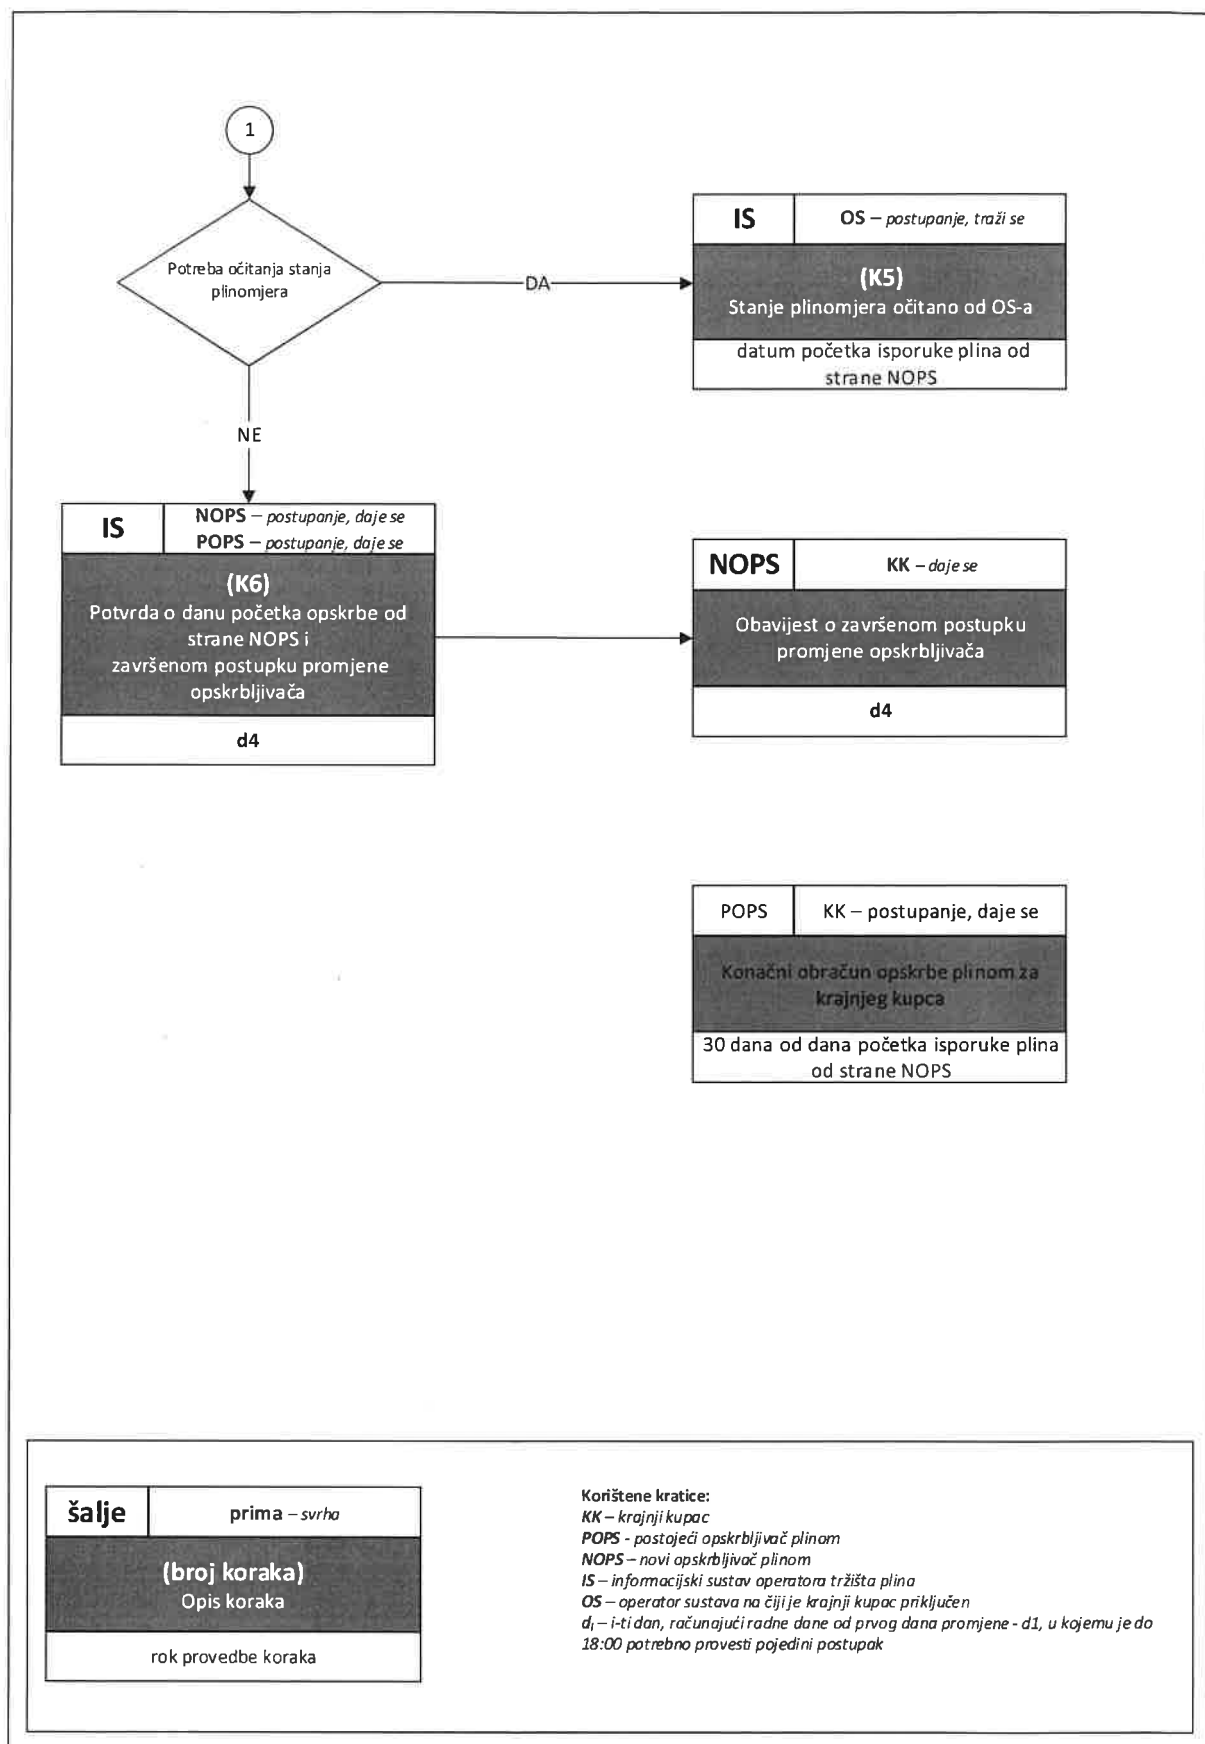 1
Potreba očitanja stanja
plinomjera
DA
NE
IS
OS – postupanje, traži se
(K5)
Stanje plinomjera očitano od OS-a
datum početka isporuke plina od
strane NOPS
IS
NOPS – postupanje, daje se
POPS – postupanje, daje se
(K6)
Potvrda o danu početka opskrbe od
strane NOPS i
završenom postupku promjene
opskrbljivača
d4
NOPS
KK – daje se
Obavijest o završenom postupku
promjene opskrbljivača
d4
POPS
KK – postupanje, daje se
Konačni obračun opskrbe plinom za
krajnjeg kupca
30 dana od dana početka isporuke plina
od strane NOPS
šalje
prima – svrha
(broj koraka)
Opis koraka
rok provedbe koraka
Korištene kratice:
KK – krajnji kupac
POPS - postojeći opskrbljivač plinom
NOPS – novi opskrbljivač plinom
IS – informacijski sustav operatora tržišta plina
OS – operator sustava na čiji je krajnji kupac priključen
di – i-ti dan, računajući radne dane od prvog dana promjene - d1, u kojemu je do
18:00 potrebno provesti pojedini postupak